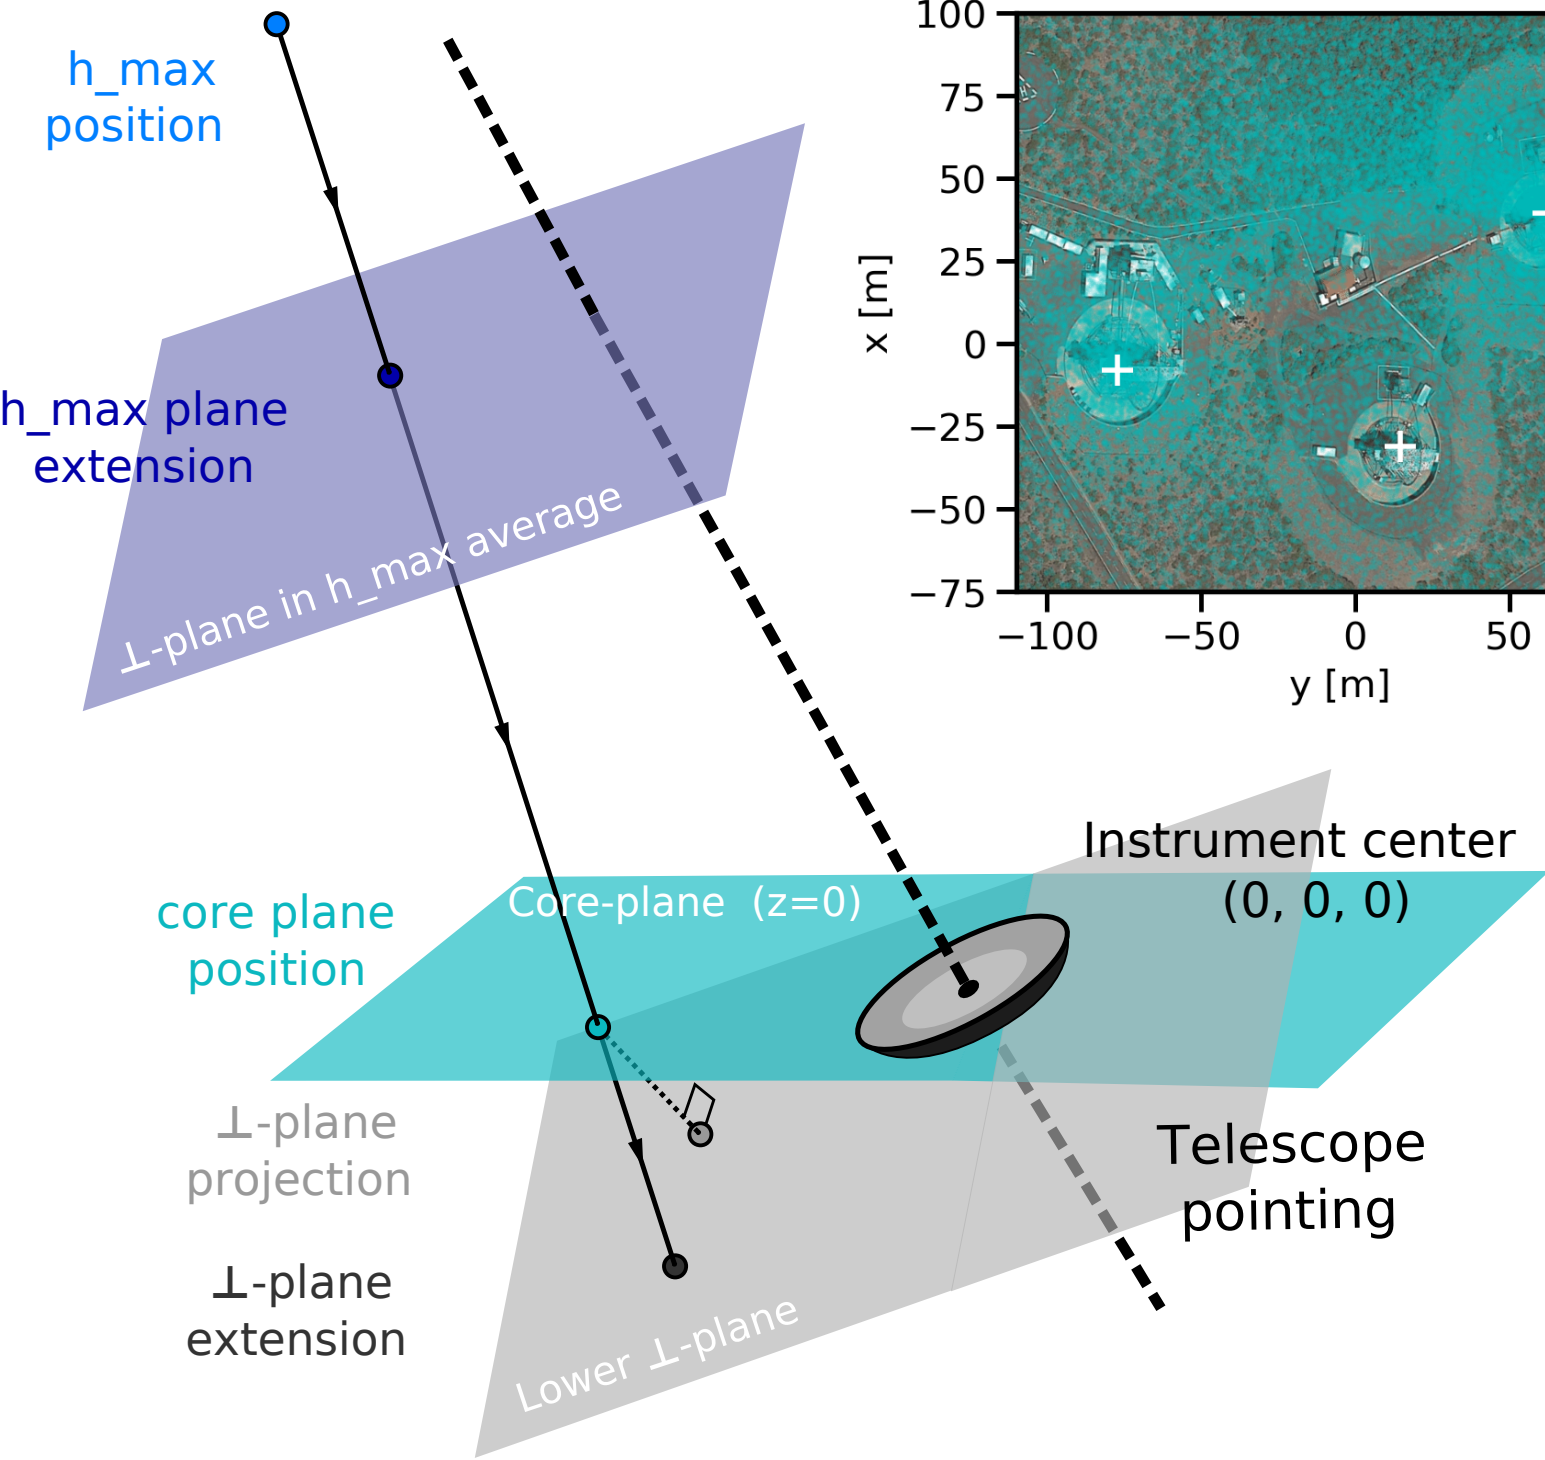 h_max
position
h_max plane
extension
⊥-plane in h_max average
100
75
50
25
0
−25
−50
−75
x [m]
−100
−50
0
50
y [m]
Instrument center
(0, 0, 0)
Core-plane (z=0)
core plane
position
⊥-plane
projection
Telescope
pointing
⊥-plane
extension
Lower ⊥-plane